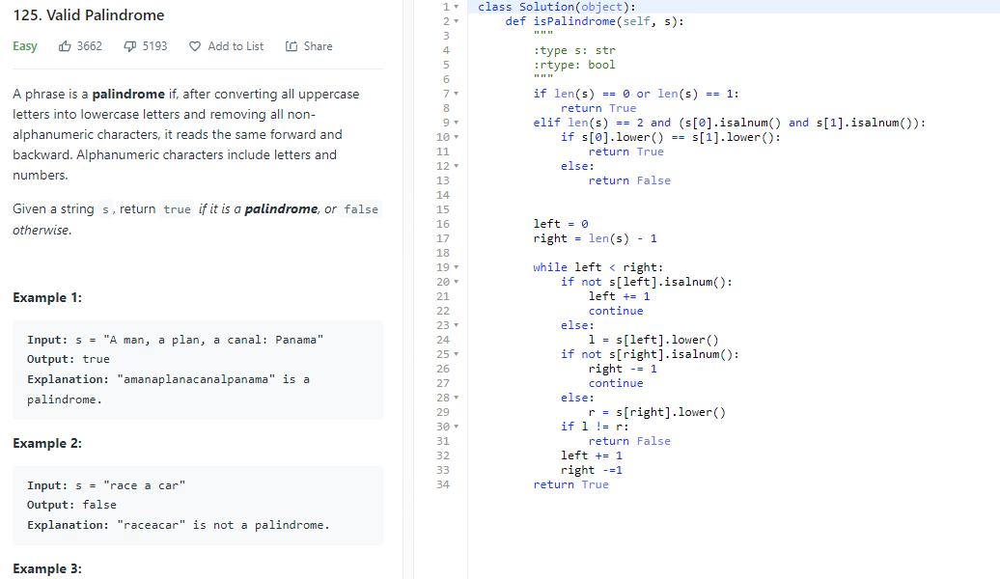 125. Valid Palindrome
Easy 3662 5193 Add to List Share
A phrase is a palindrome if, after converting all uppercase
letters into lowercase letters and removing all non-
alphanumeric characters, it reads the same forward and
backward. Alphanumeric characters include letters and
numbers.
Given a string s, return true if it is a palindrome, or false
otherwise.
Example 1:
Input: s = "A man, a plan, a canal: Panama"
Output: true
Explanation: "amanaplanacanalpanama" is a
palindrome.
Example 2:
Input: s = "race a car"
Output: false
Explanation: "raceacar" is not a palindrome.
Example 3:
1 class Solution(object):
2     def isPalindrome(self, s):
3         """
4         :type s: str
5         :rtype: bool
6         """
7         if len(s) == 0 or len(s) == 1:
8             return True
9         elif len(s) == 2 and (s[0].isalnum() and s[1].isalnum()):
10             if s[0].lower() == s[1].lower():
11                 return True
12             else:
13                 return False
14
15
16         left = 0
17         right = len(s) - 1
18
19         while left < right:
20             if not s[left].isalnum():
21                 left += 1
22                 continue
23             else:
24                 l = s[left].lower()
25             if not s[right].isalnum():
26                 right -= 1
27                 continue
28             else:
29                 r = s[right].lower()
30             if l != r:
31                 return False
32             left += 1
33             right -=1
34         return True